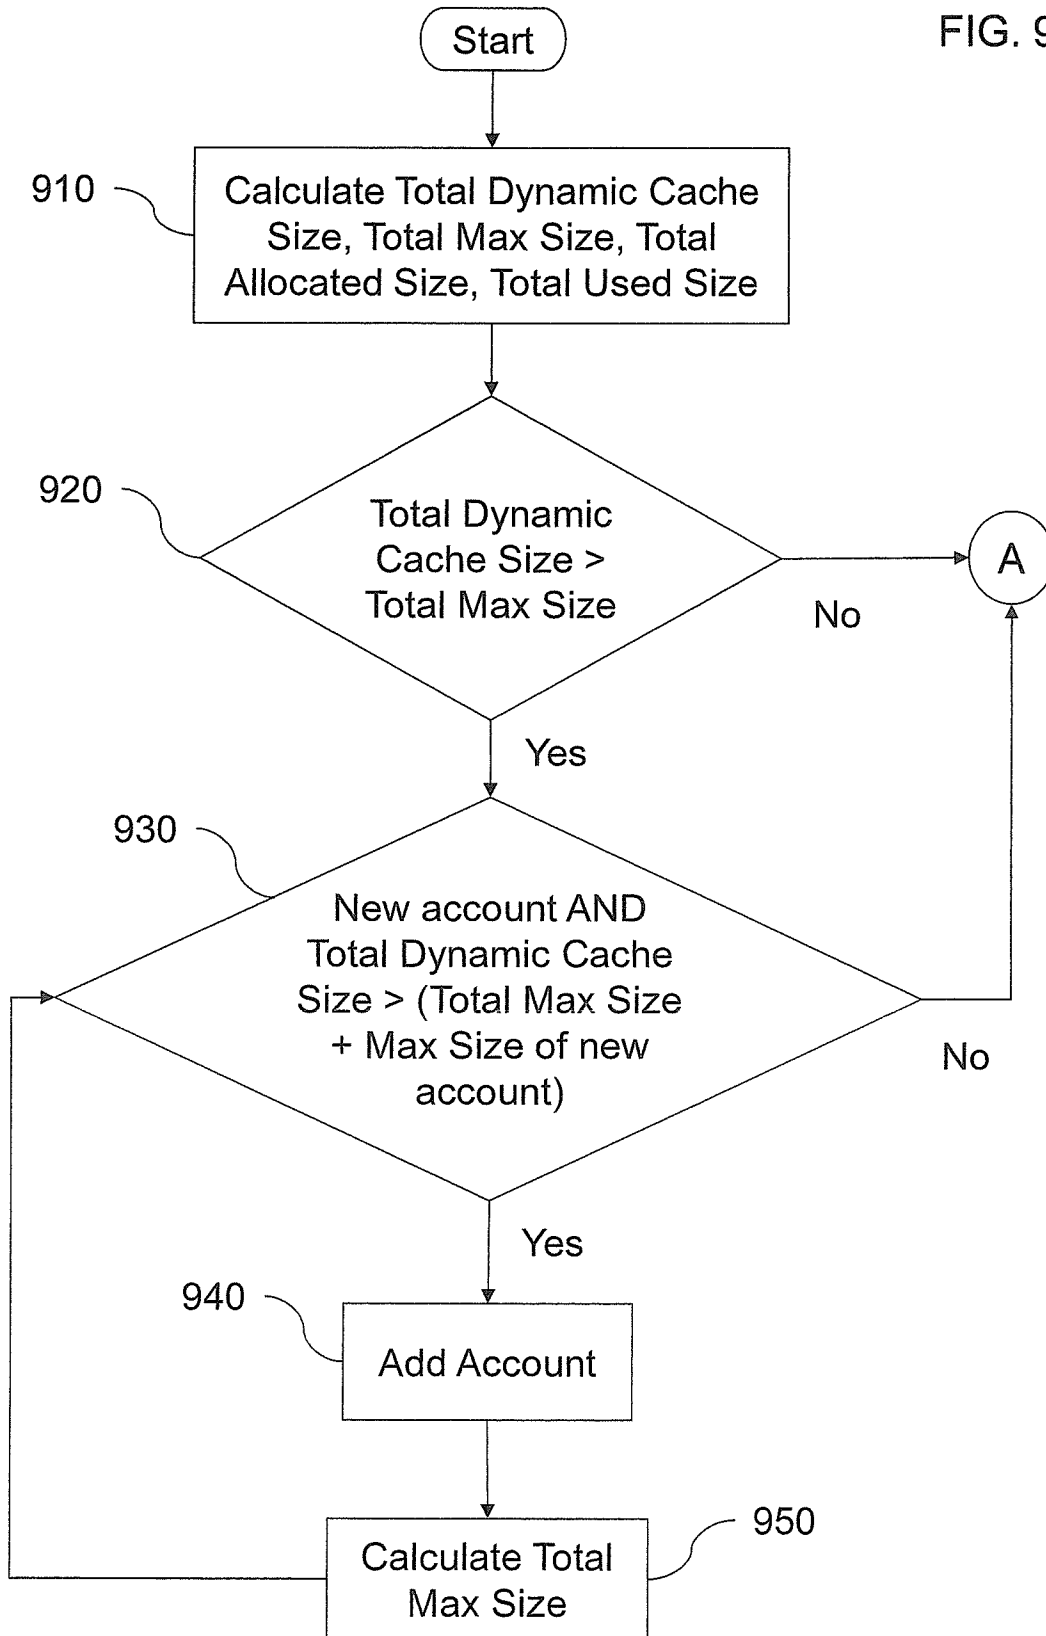 FIG. 9
Start
910
Calculate Total Dynamic Cache
Size, Total Max Size, Total
Allocated Size, Total Used Size
920
Total Dynamic
Cache Size >
Total Max Size
A
No
Yes
930
New account AND
Total Dynamic Cache
Size > (Total Max Size
+ Max Size of new
account)
No
Yes
940
Add Account
950
Calculate Total
Max Size